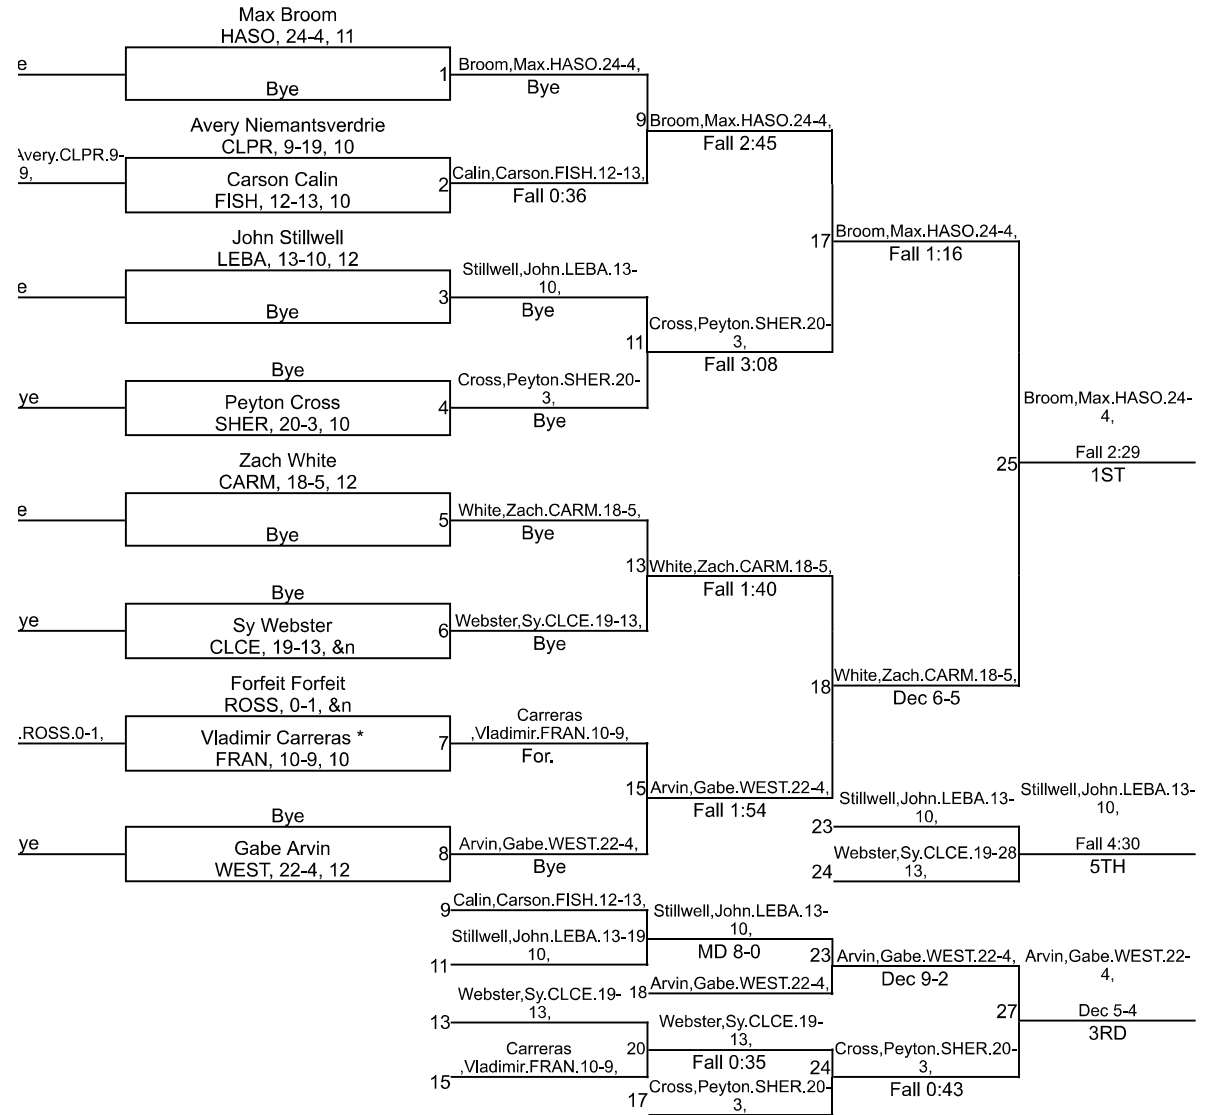 Max Broom
HASO, 24-4, 11
e
Bye
1
Broom,Max.HASO.24-4,
Bye
Avery Niemantsverdrie
CLPR, 9-19, 10
Avery.CLPR.9-
9,
Carson Calin
FISH, 12-13, 10
2
Calin,Carson.FISH.12-13,
Fall 0:36
9
Broom,Max.HASO.24-4,
Fall 2:45
John Stillwell
LEBA, 13-10, 12
e
Bye
3
Stillwell,John.LEBA.13-
10,
Bye
Bye
ye
Peyton Cross
SHER, 20-3, 10
4
Cross,Peyton.SHER.20-
3,
Bye
11
Cross,Peyton.SHER.20-
3,
Fall 3:08
17
Broom,Max.HASO.24-4,
Fall 1:16
Zach White
CARM, 18-5, 12
e
Bye
5
White,Zach.CARM.18-5,
Bye
Bye
ye
Sy Webster
CLCE, 19-13, &n
6
Webster,Sy.CLCE.19-13,
Bye
13
White,Zach.CARM.18-5,
Fall 1:40
Forfeit Forfeit
ROSS, 0-1, &n
.ROSS.0-1,
Vladimir Carreras *
FRAN, 10-9, 10
7
Carreras
,Vladimir.FRAN.10-9,
For.
Bye
ye
Gabe Arvin
WEST, 22-4, 12
8
Arvin,Gabe.WEST.22-4,
Bye
15
Arvin,Gabe.WEST.22-4,
Fall 1:54
18
White,Zach.CARM.18-5,
Dec 6-5
25
Broom,Max.HASO.24-
4,
Fall 2:29
1ST
23
Stillwell,John.LEBA.13-
10,
24
Webster,Sy.CLCE.19-28
13,
Stillwell,John.LEBA.13-
10,
Fall 4:30
5TH
9
Calin,Carson.FISH.12-13,
11
Stillwell,John.LEBA.13-19
10,
Stillwell,John.LEBA.13-
10,
MD 8-0
18
Arvin,Gabe.WEST.22-4,
23
Arvin,Gabe.WEST.22-4,
Dec 9-2
13
Webster,Sy.CLCE.19-
13,
15
Carreras
,Vladimir.FRAN.10-9,
20
Webster,Sy.CLCE.19-
13,
Fall 0:35
17
Cross,Peyton.SHER.20-
3,
24
Cross,Peyton.SHER.20-
3,
Fall 0:43
27
Arvin,Gabe.WEST.22-
4,
Dec 5-4
3RD